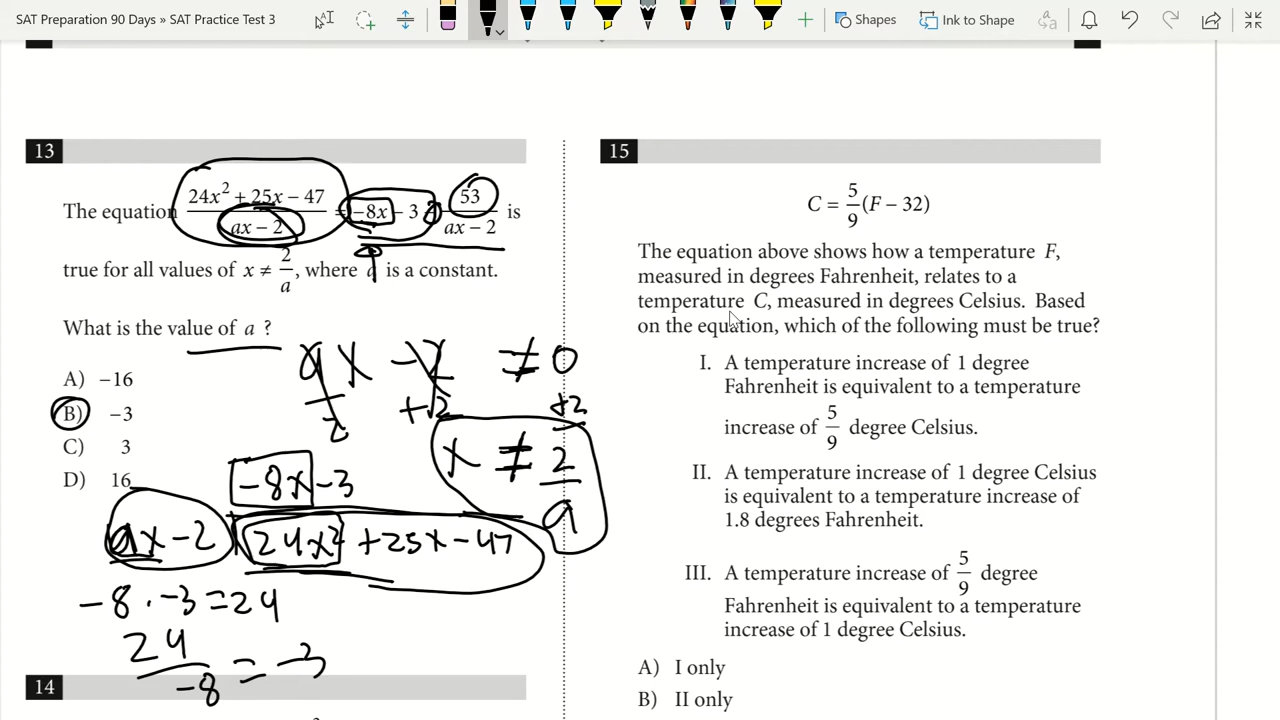 SAT Preparation 90 Days » SAT Practice Test 3
Shapes
Ink to Shape
13
The equation 24x² + 25x − 47 / ax − 2 = −8x − 3 − 53 / ax − 2 is
true for all values of x ≠ 2/a, where a is a constant.
What is the value of a ?
A) −16
B) −3
C) 3
D) 16
ax − 2 ≠ 0
+2 +2
x ≠ 2/a
−8x −3
ax − 2 24x² + 25x − 47
−8 · −3 = 24
24 / −8 = −3
14
15
C = 5/9 (F − 32)
The equation above shows how a temperature F,
measured in degrees Fahrenheit, relates to a
temperature C, measured in degrees Celsius. Based
on the equation, which of the following must be true?
I. A temperature increase of 1 degree
Fahrenheit is equivalent to a temperature
increase of 5/9 degree Celsius.
II. A temperature increase of 1 degree Celsius
is equivalent to a temperature increase of
1.8 degrees Fahrenheit.
III. A temperature increase of 5/9 degree
Fahrenheit is equivalent to a temperature
increase of 1 degree Celsius.
A) I only
B) II only